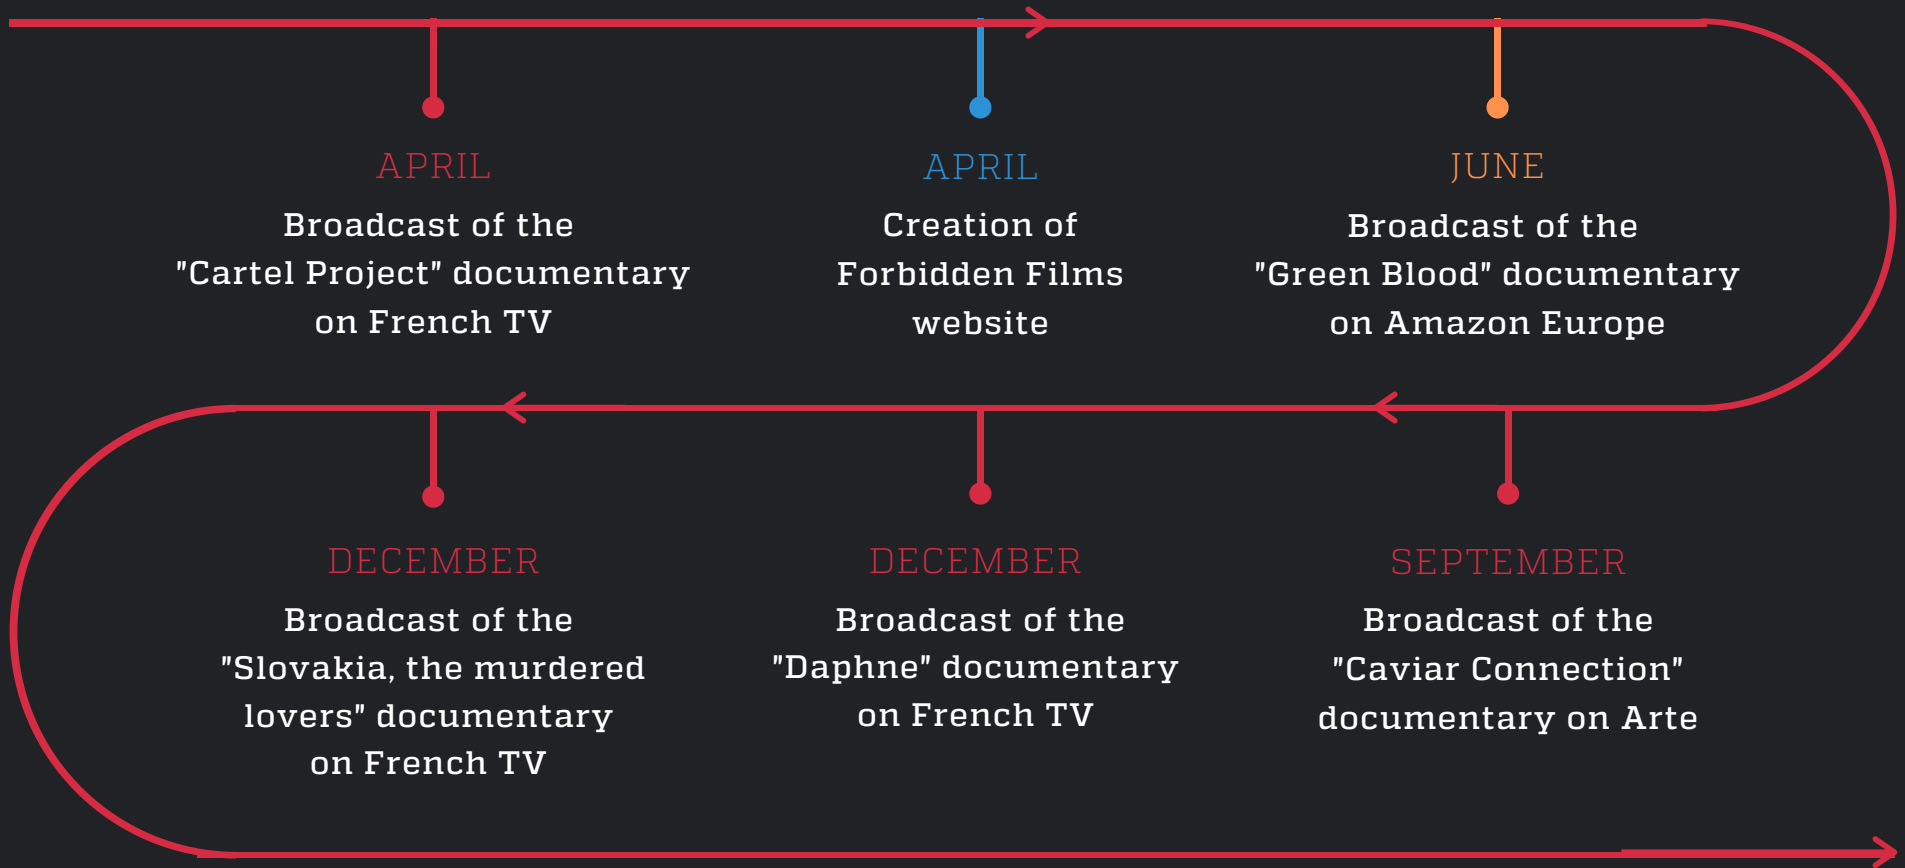 APRIL
Broadcast of the
"Cartel Project" documentary
on French TV
APRIL
Creation of
Forbidden Films
website
JUNE
Broadcast of the
"Green Blood" documentary
on Amazon Europe
SEPTEMBER
Broadcast of the
"Caviar Connection"
documentary on Arte
DECEMBER
Broadcast of the
"Daphne" documentary
on French TV
DECEMBER
Broadcast of the
"Slovakia, the murdered
lovers" documentary
on French TV